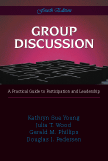 Fourth Edition
GROUP
DISCUSSION
A Practical Guide to Participation and Leadership
Kathryn Sue Young
Julia T. Wood
Gerald M. Phillips
Douglas J. Pedersen